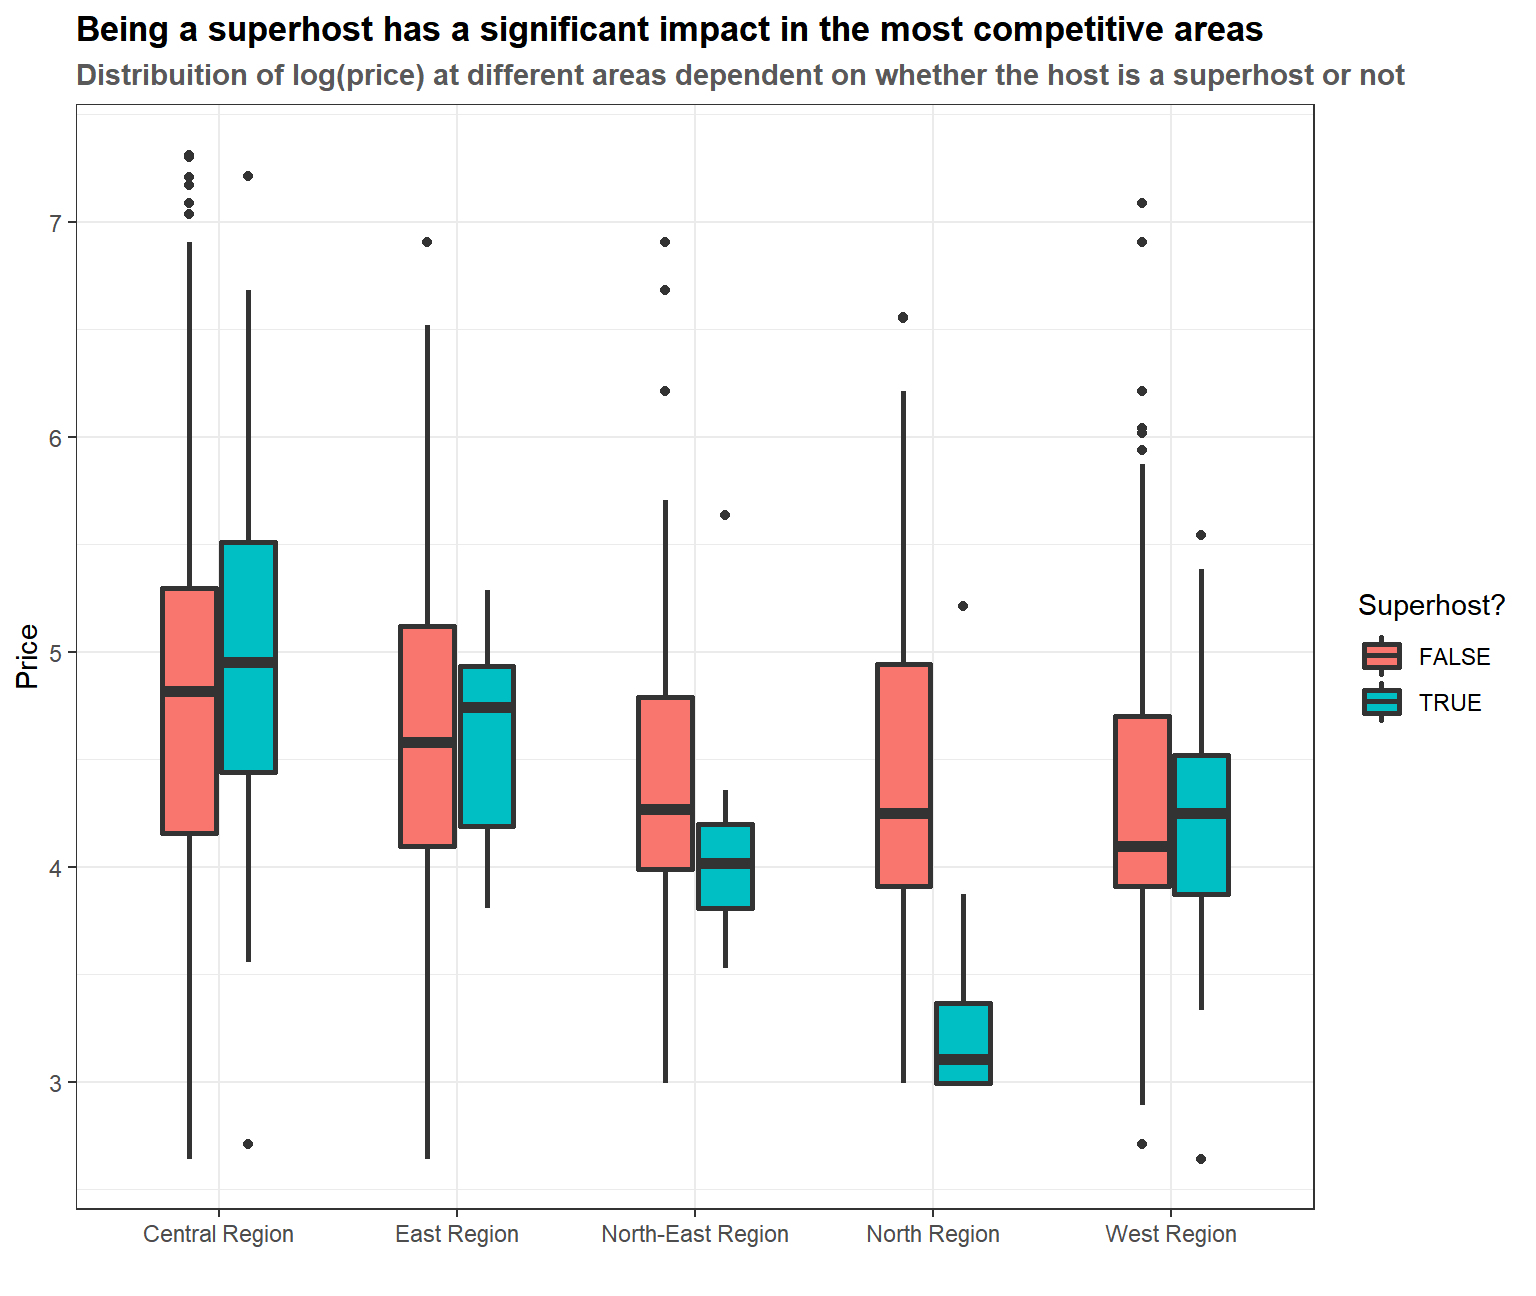 Being a superhost has a significant impact in the most competitive areas
Distribuition of log(price) at different areas dependent on whether the host is a superhost or not
Price
7
6
5
4
3
Central Region
East Region
North-East Region
North Region
West Region
Superhost?
FALSE
TRUE